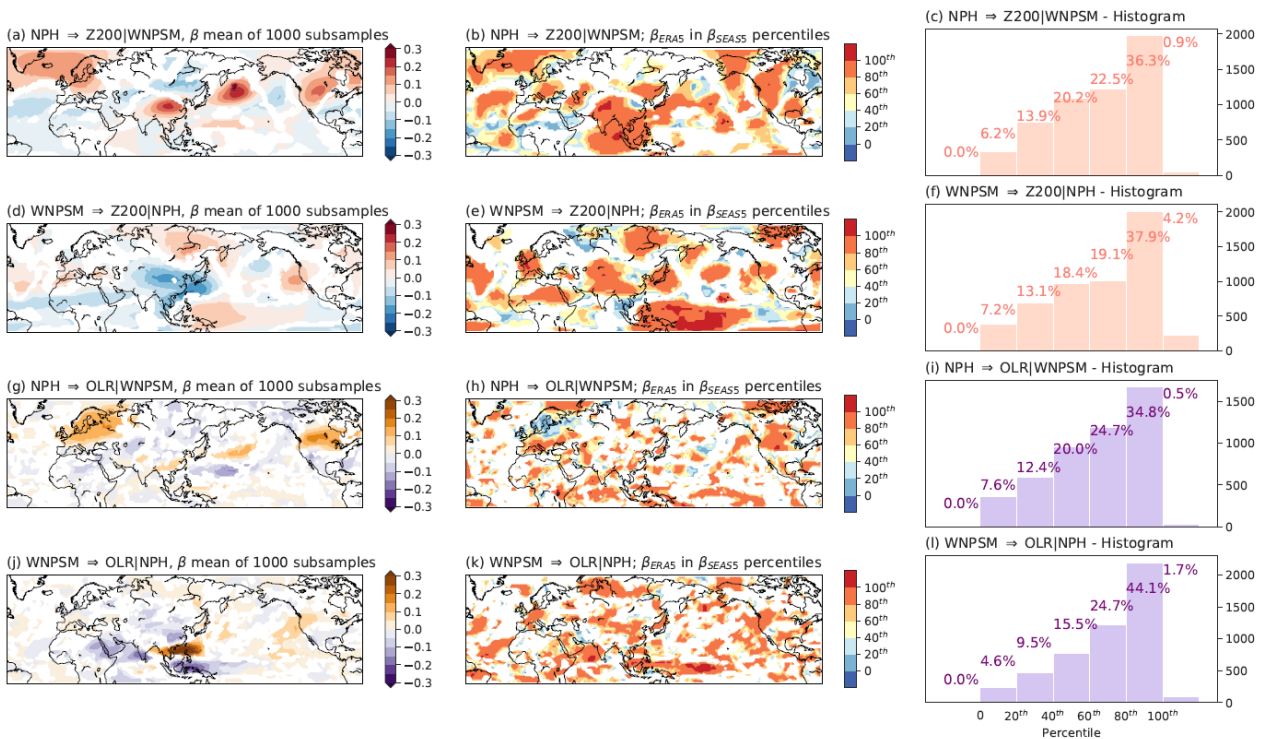 (a) NPH ⇒ Z200|WNPSM, β mean of 1000 subsamples
0.3
0.2
0.1
0.0
−0.1
−0.2
−0.3
(b) NPH ⇒ Z200|WNPSM; βERA5 in βSEAS5 percentiles
100th
80th
60th
40th
20th
0
(c) NPH ⇒ Z200|WNPSM - Histogram
0.0%
6.2%
13.9%
20.2%
22.5%
36.3%
0.9%
2000
1500
1000
500
0
(d) WNPSM ⇒ Z200|NPH, β mean of 1000 subsamples
0.3
0.2
0.1
0.0
−0.1
−0.2
−0.3
(e) WNPSM ⇒ Z200|NPH; βERA5 in βSEAS5 percentiles
100th
80th
60th
40th
20th
0
(f) WNPSM ⇒ Z200|NPH - Histogram
0.0%
7.2%
13.1%
18.4%
19.1%
37.9%
4.2%
2000
1500
1000
500
0
(g) NPH ⇒ OLR|WNPSM, β mean of 1000 subsamples
0.3
0.2
0.1
0.0
−0.1
−0.2
−0.3
(h) NPH ⇒ OLR|WNPSM; βERA5 in βSEAS5 percentiles
100th
80th
60th
40th
20th
0
(i) NPH ⇒ OLR|WNPSM - Histogram
0.0%
7.6%
12.4%
20.0%
24.7%
34.8%
0.5%
1500
1000
500
0
(j) WNPSM ⇒ OLR|NPH, β mean of 1000 subsamples
0.3
0.2
0.1
0.0
−0.1
−0.2
−0.3
(k) WNPSM ⇒ OLR|NPH; βERA5 in βSEAS5 percentiles
100th
80th
60th
40th
20th
0
(l) WNPSM ⇒ OLR|NPH - Histogram
0.0%
4.6%
9.5%
15.5%
24.7%
44.1%
1.7%
2000
1500
1000
500
0
0 20th 40th 60th 80th 100th
Percentile